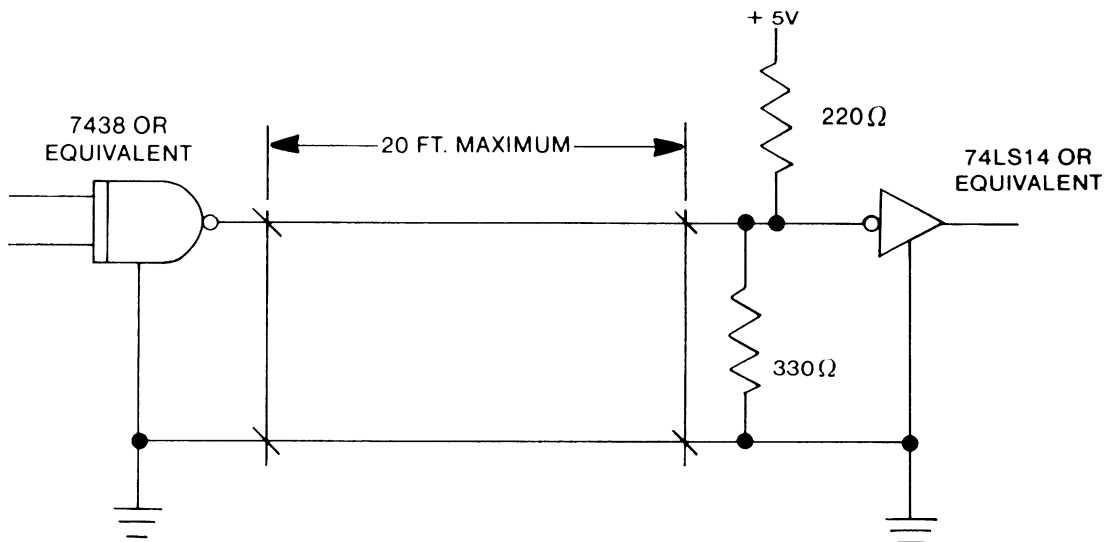 + 5V
220Ω
7438 OR
EQUIVALENT
20 FT. MAXIMUM
74LS14 OR
EQUIVALENT
330Ω